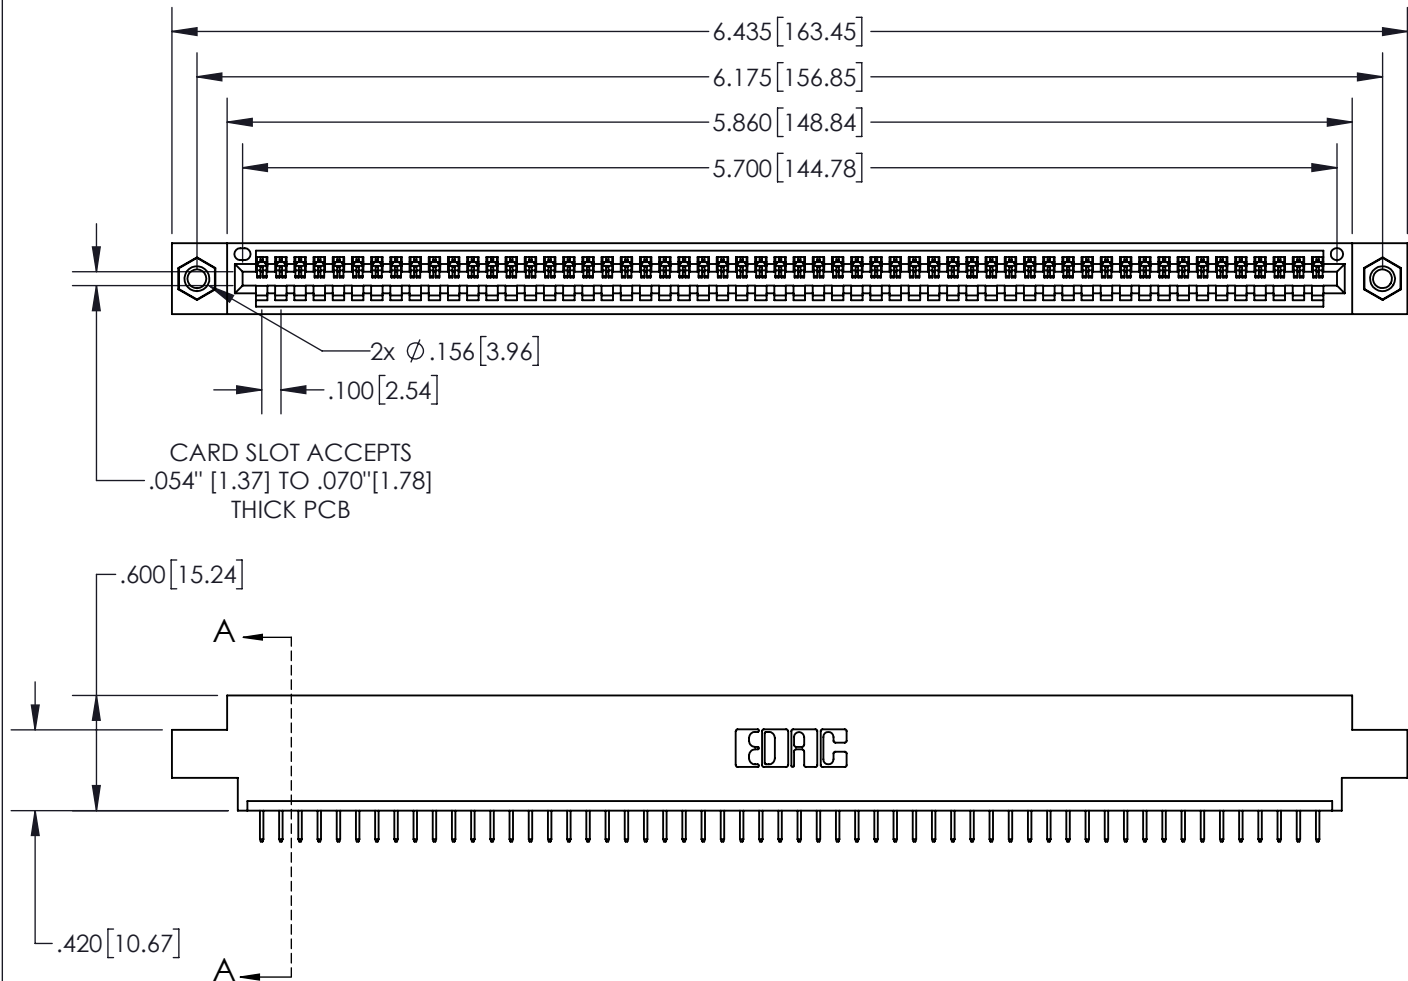 6.435[163.45]
6.175[156.85]
5.860[148.84]
5.700[144.78]
2x Ø.156[3.96]
.100[2.54]
CARD SLOT ACCEPTS
.054" [1.37] TO .070"[1.78]
THICK PCB
.600[15.24]
A
EDAC
.420[10.67]
A